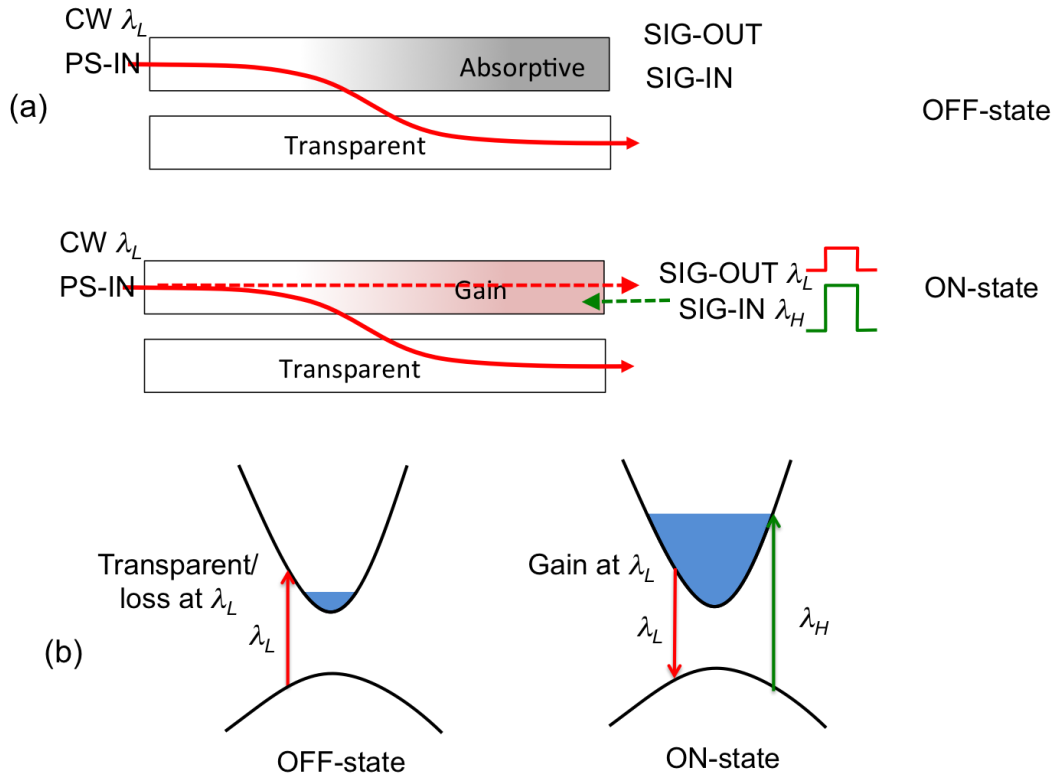 CW λL
PS-IN
SIG-OUT
SIG-IN
Absorptive
(a)
OFF-state
Transparent
CW λL
PS-IN
Gain
SIG-OUT λL
SIG-IN λH
ON-state
Transparent
Transparent/
loss at λL
λL
Gain at λL
λL
λH
(b)
OFF-state
ON-state